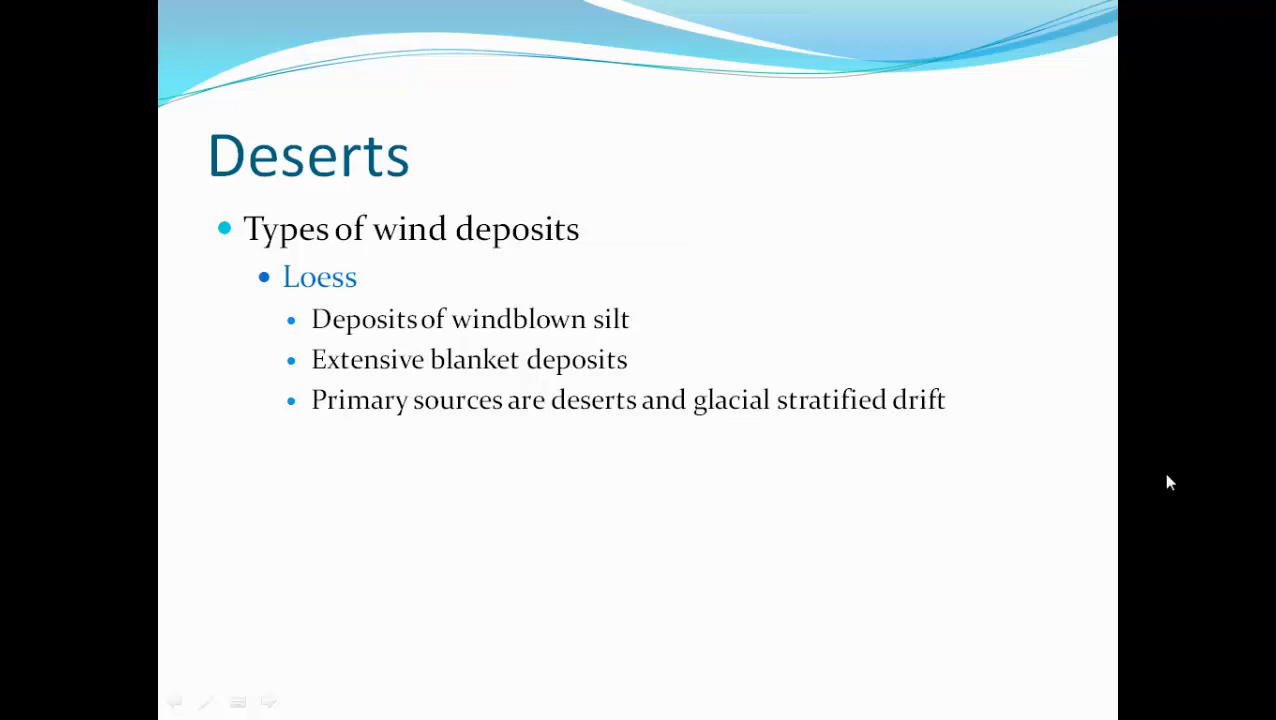 Deserts
Types of wind deposits
Loess
Deposits of windblown silt
Extensive blanket deposits
Primary sources are deserts and glacial stratified drift